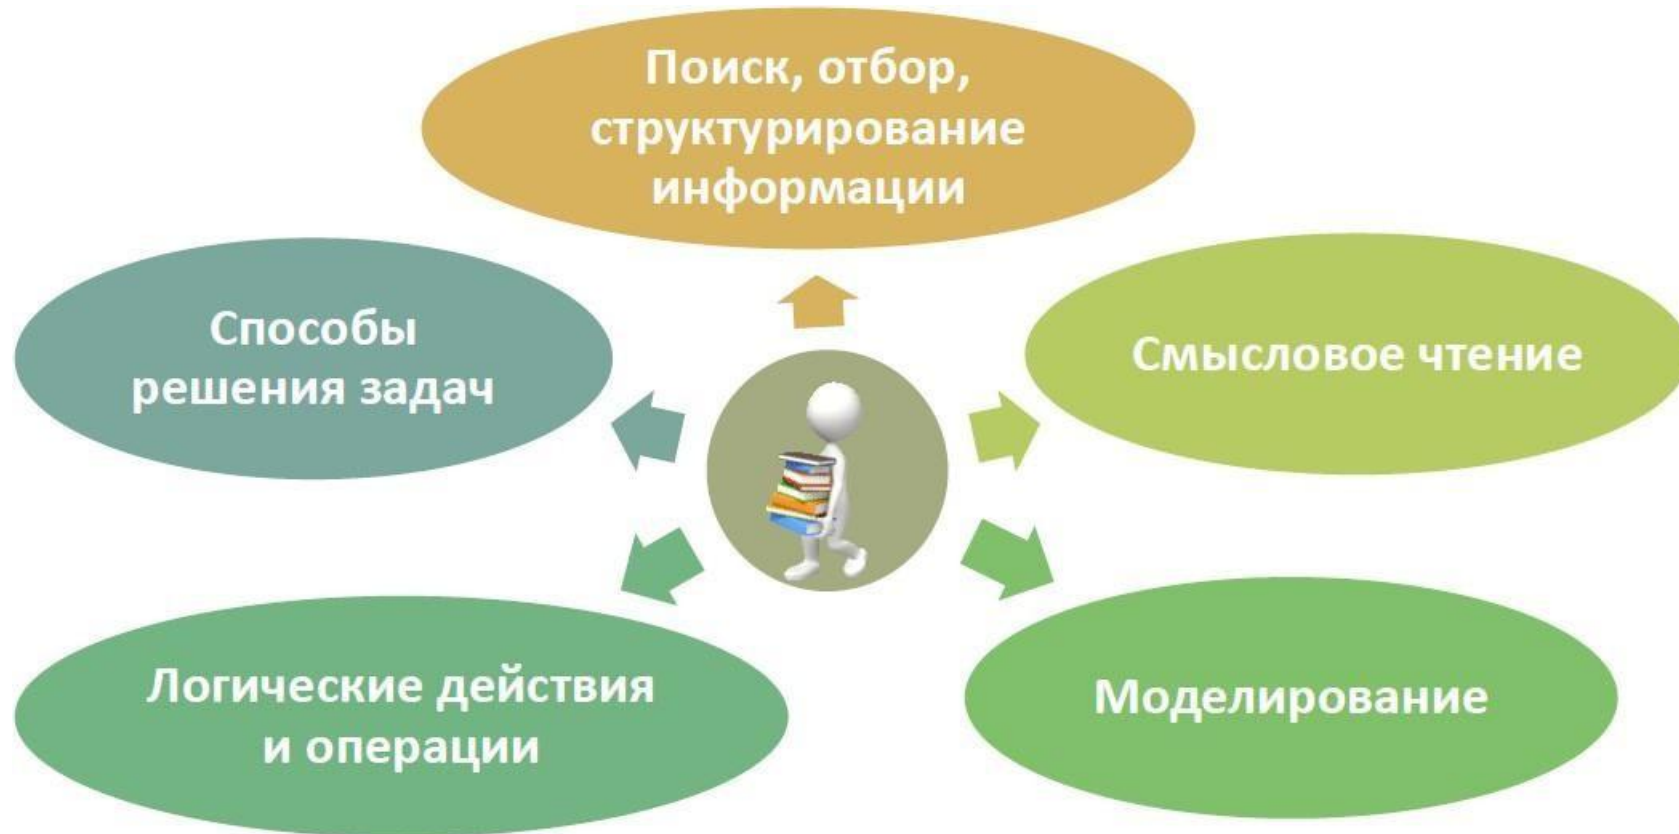 Поиск, отбор,
структурирование
информации
Способы
решения задач
Смысловое чтение
Логические действия
и операции
Моделирование